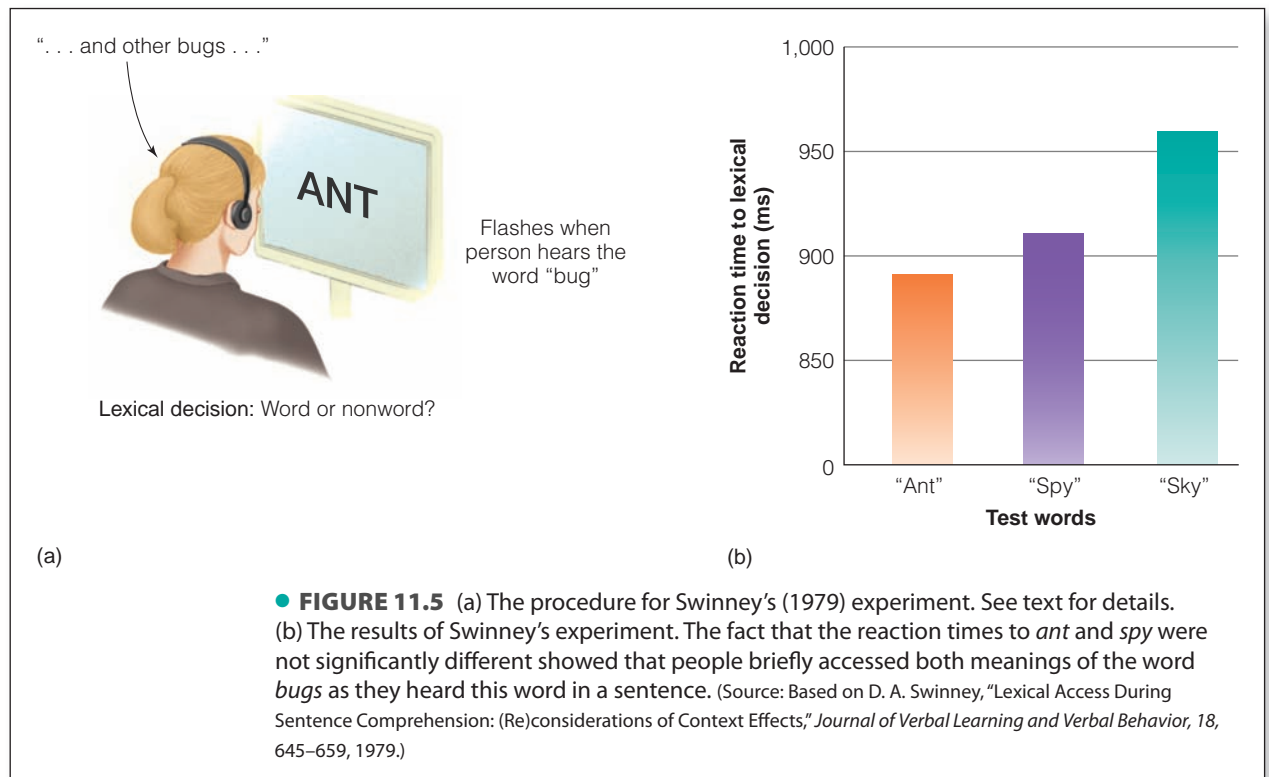 “. . . and other bugs . . .”
ANT
Flashes when
person hears the
word “bug”
Lexical decision: Word or nonword?
(a)
Reaction time to lexical
decision (ms)
1,000
950
900
850
0
“Ant” “Spy” “Sky”
Test words
(b)
● FIGURE 11.5 (a) The procedure for Swinney’s (1979) experiment. See text for details.
(b) The results of Swinney’s experiment. The fact that the reaction times to ant and spy were
not significantly different showed that people briefly accessed both meanings of the word
bugs as they heard this word in a sentence. (Source: Based on D. A. Swinney, “Lexical Access During
Sentence Comprehension: (Re)considerations of Context Effects,” Journal of Verbal Learning and Verbal Behavior, 18,
645–659, 1979.)